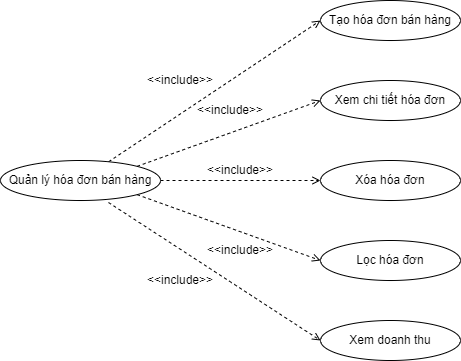 Tạo hóa đơn bán hàng
<<include>>
Xem chi tiết hóa đơn
<<include>>
Quản lý hóa đơn bán hàng
<<include>>
Xóa hóa đơn
<<include>>
Lọc hóa đơn
<<include>>
Xem doanh thu